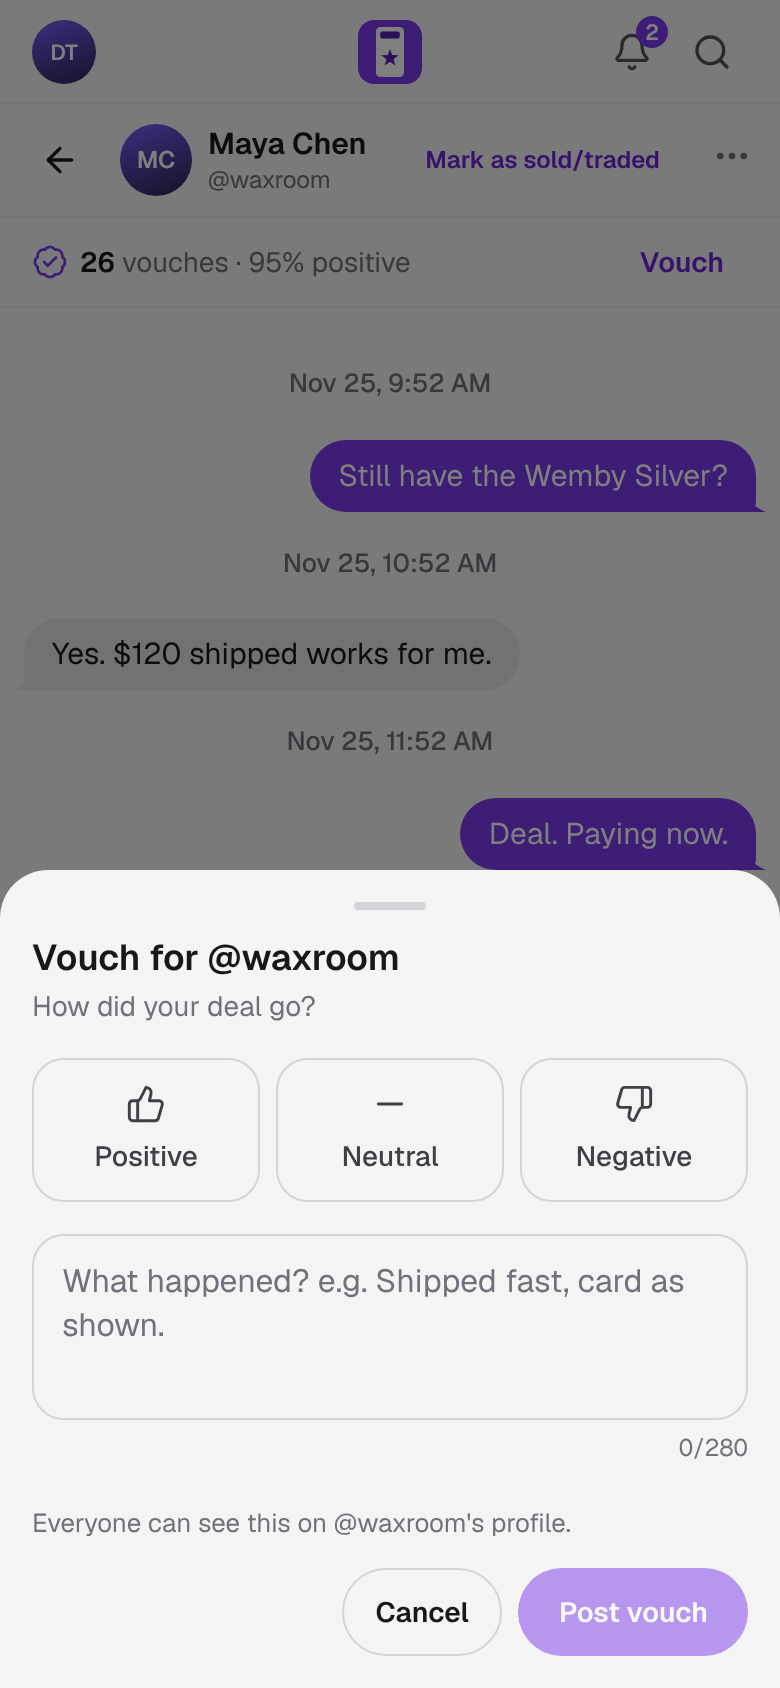 DT
2
MC
Maya Chen
@waxroom
Mark as sold/traded
26 vouches · 95% positive
Vouch
Nov 25, 9:52 AM
Still have the Wemby Silver?
Nov 25, 10:52 AM
Yes. $120 shipped works for me.
Nov 25, 11:52 AM
Deal. Paying now.
Vouch for @waxroom
How did your deal go?
Positive
Neutral
Negative
What happened? e.g. Shipped fast, card as
shown.
0/280
Everyone can see this on @waxroom's profile.
Cancel
Post vouch